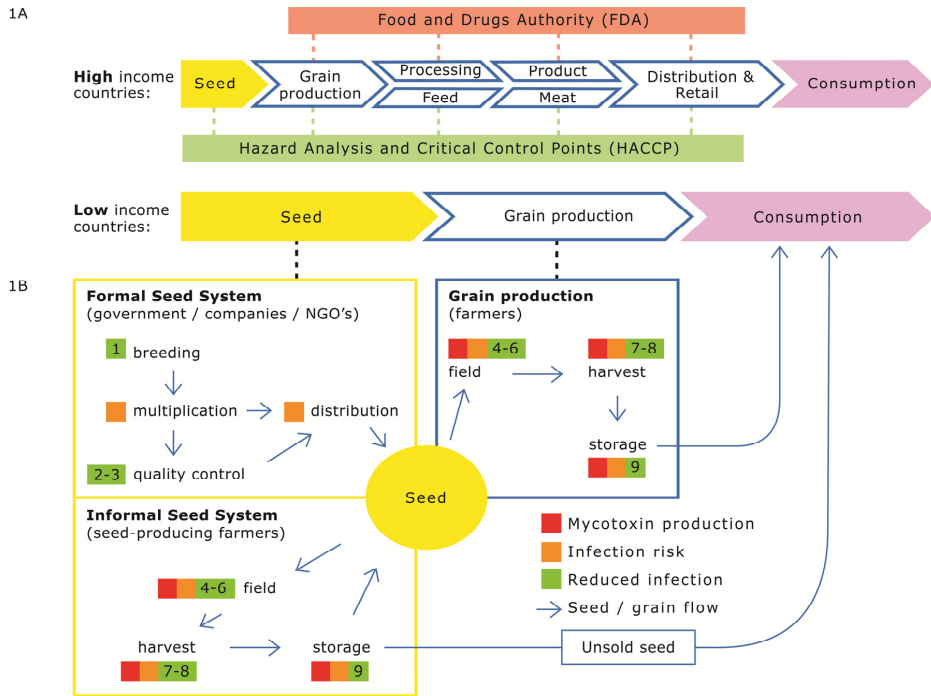 1A
Food and Drugs Authority (FDA)
High income
countries:
Seed
Grain
production
Processing
Feed
Product
Meat
Distribution &
Retail
Consumption
Hazard Analysis and Critical Control Points (HACCP)
Low income
countries:
Seed
Grain production
Consumption
1B
Formal Seed System
(government / companies / NGO's)
1 breeding
multiplication
distribution
2-3 quality control
Seed
Grain production
(farmers)
4-6
field
7-8
harvest
storage
9
Informal Seed System
(seed-producing farmers)
4-6 field
harvest
7-8
storage
9
Mycotoxin production
Infection risk
Reduced infection
Seed / grain flow
Unsold seed